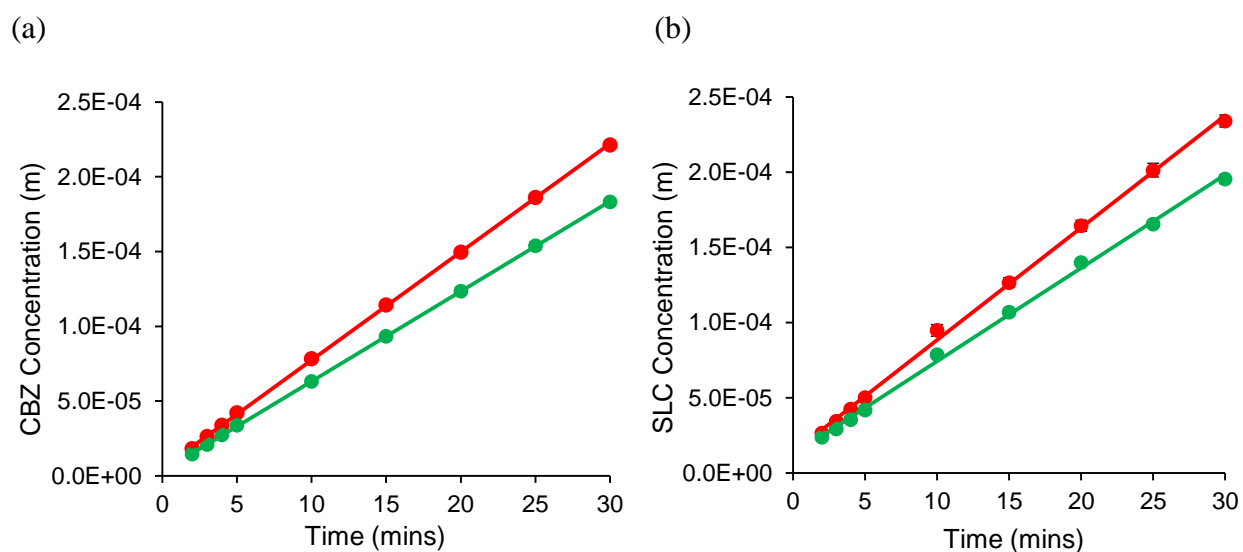 (a)
CBZ Concentration (m)
2.5E-04
2.0E-04
1.5E-04
1.0E-04
5.0E-05
0.0E+00
0 5 10 15 20 25 30
Time (mins)
(b)
SLC Concentration (m)
2.5E-04
2.0E-04
1.5E-04
1.0E-04
5.0E-05
0.0E+00
0 5 10 15 20 25 30
Time (mins)